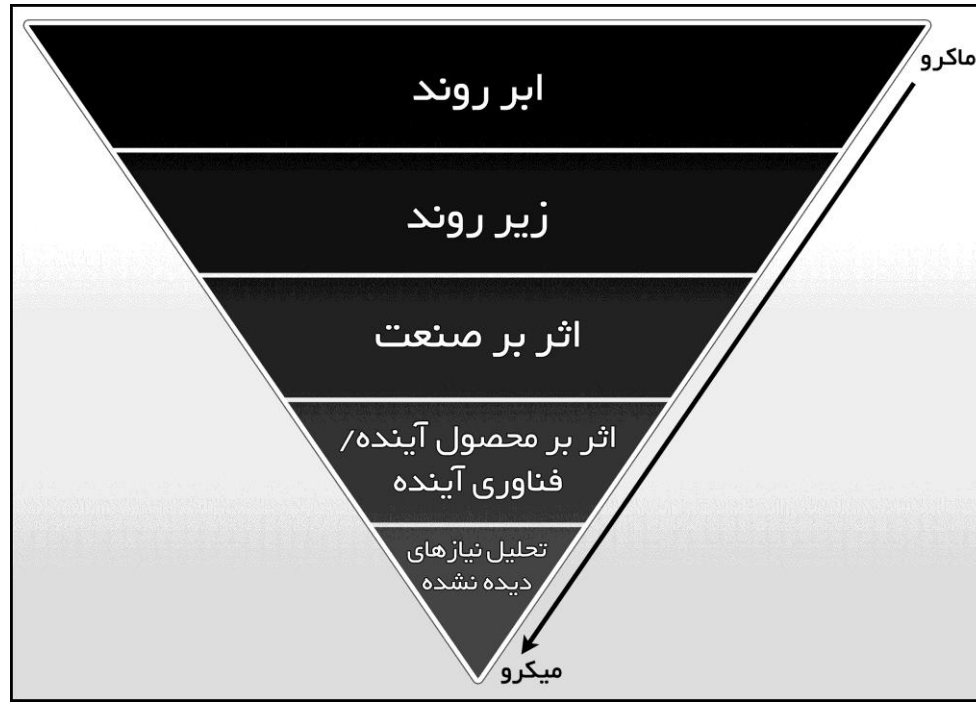 ماکرو
ابر روند
زیر روند
اثر بر صنعت
اثر بر محصول آینده/
فناوری آینده
تحلیل نیازهای
دیده نشده
میکرو